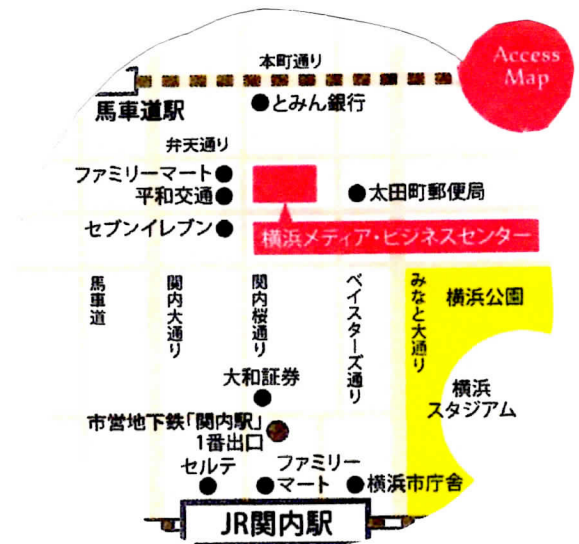 Access
Map
本町通り
馬車道駅
とみん銀行
弁天通り
ファミリーマート
平和交通
太田町郵便局
セブンイレブン
横浜メディア・ビジネスセンター
馬車道
関内大通り
関内桜通り
ベイスターズ通り
みなと大通り
横浜公園
横浜
スタジアム
大和証券
市営地下鉄「関内駅」
1番出口
セルテ
ファミリー
マート
横浜市庁舎
JR関内駅